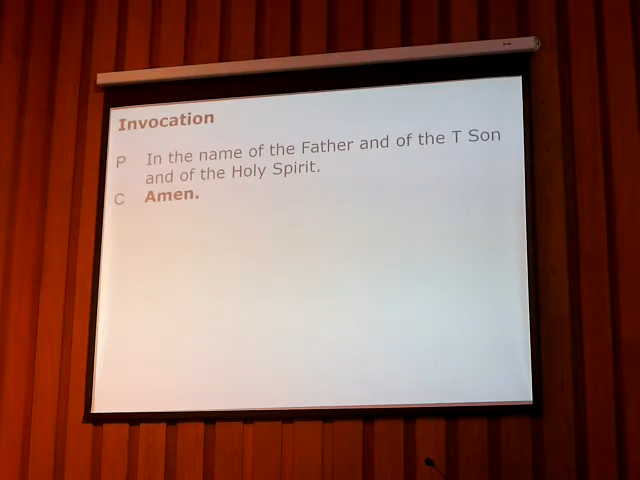 Invocation
P In the name of the Father and of the T Son
and of the Holy Spirit.
C Amen.